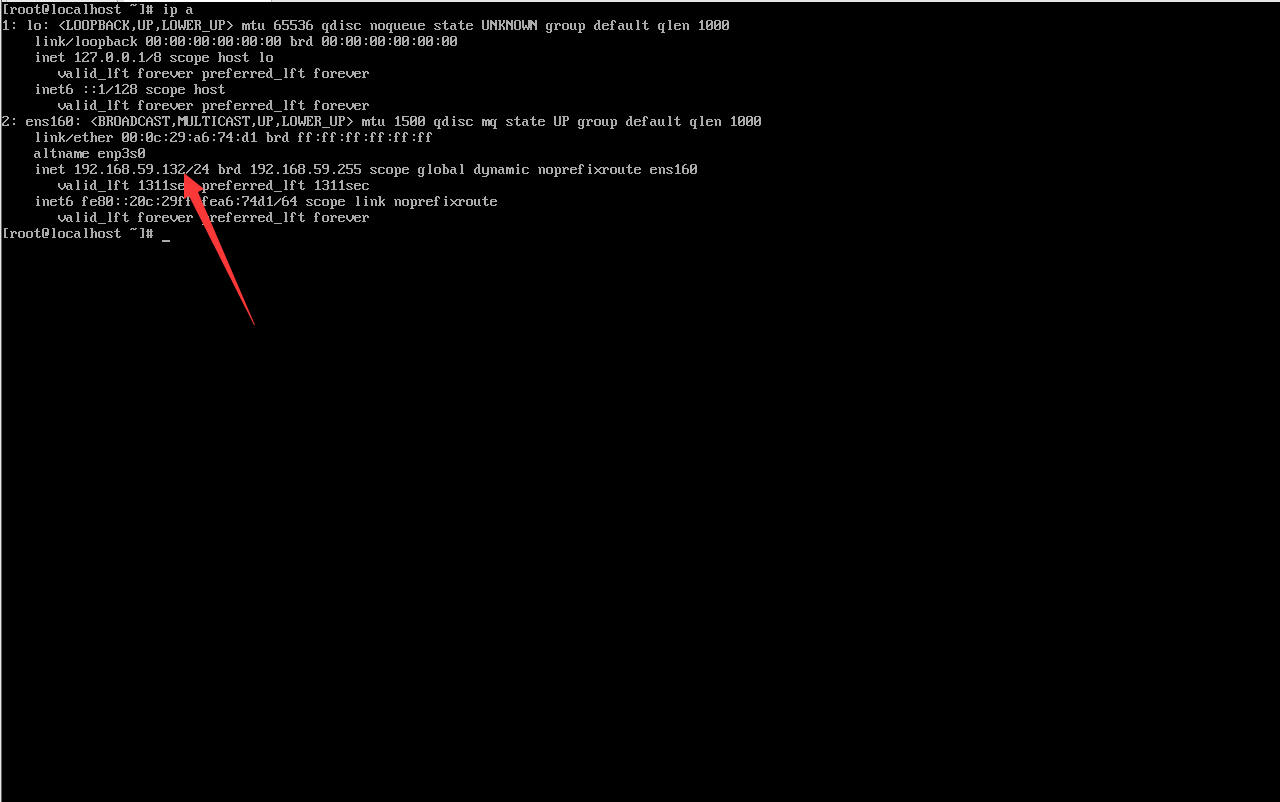 [root@localhost ~]# ip a
1: lo: <LOOPBACK,UP,LOWER_UP> mtu 65536 qdisc noqueue state UNKNOWN group default qlen 1000
link/loopback 00:00:00:00:00:00 brd 00:00:00:00:00:00
inet 127.0.0.1/8 scope host lo
valid_lft forever preferred_lft forever
inet6 ::1/128 scope host
valid_lft forever preferred_lft forever
2: ens160: <BROADCAST,MULTICAST,UP,LOWER_UP> mtu 1500 qdisc mq state UP group default qlen 1000
link/ether 00:0c:29:a6:74:d1 brd ff:ff:ff:ff:ff:ff
altname enp3s0
inet 192.168.59.132/24 brd 192.168.59.255 scope global dynamic noprefixroute ens160
valid_lft 1311sec preferred_lft 1311sec
inet6 fe80::20c:29ff:fea6:74d1/64 scope link noprefixroute
valid_lft forever preferred_lft forever
[root@localhost ~]# _